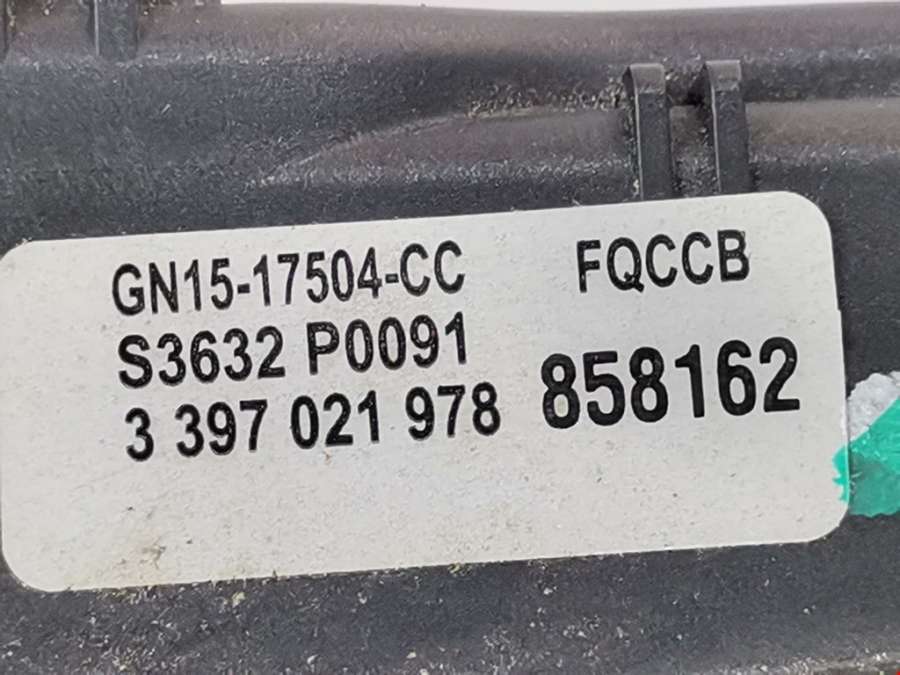 GN15-17504-CC FQCCB
S3632 P0091
3 397 021 978 858162